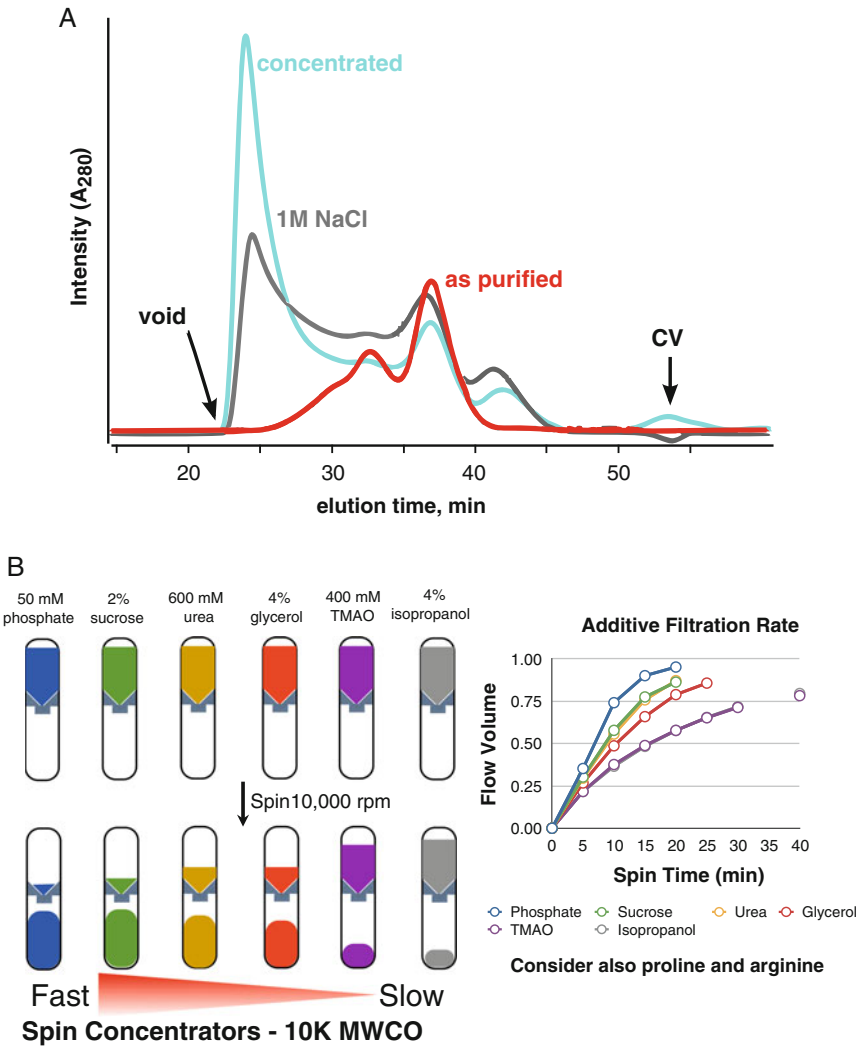 A
concentrated
1M NaCl
as purified
void
CV
Intensity (A280)
20 30 40 50
elution time, min
B
50 mM phosphate
2% sucrose
600 mM urea
4% glycerol
400 mM TMAO
4% isopropanol
Spin10,000 rpm
Fast Slow
Spin Concentrators - 10K MWCO
Additive Filtration Rate
Flow Volume
1.00
0.75
0.50
0.25
0.00
0 5 10 15 20 25 30 35 40
Spin Time (min)
Phosphate Sucrose Urea Glycerol
TMAO Isopropanol
Consider also proline and arginine